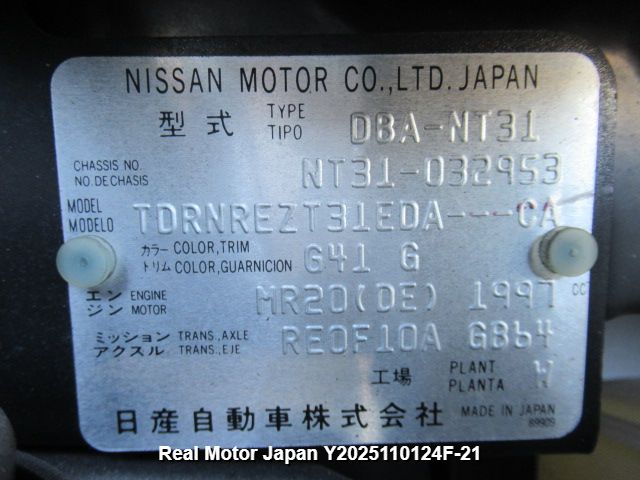 NISSAN MOTOR CO.,LTD. JAPAN
型式 TYPE TIPO DBA-NT31
CHASSIS NO. NO. DE CHASIS NT31-032953
MODEL MODELO TDRNREZT31EDA---CA
カラー COLOR, TRIM トリム COLOR, GUARNICION G41 G
エンジン ENGINE MOTOR MR20(DE) 1997 CC
ミッション TRANS., AXLE アクスル TRANS., EJE RE0F10A GB64
工場 PLANT PLANTA W
日産自動車株式会社 MADE IN JAPAN
89909
Real Motor Japan Y2025110124F-21